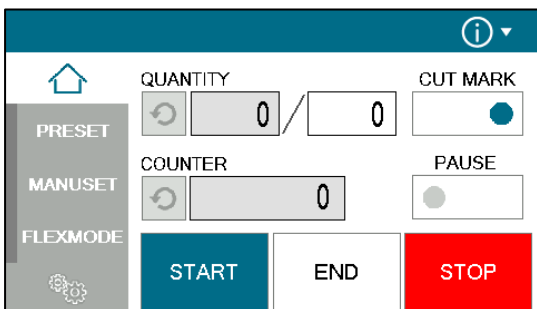 QUANTITY CUT MARK
PRESET 0 / 0
COUNTER PAUSE
MANUSET 0
FLEXMODE
START END STOP